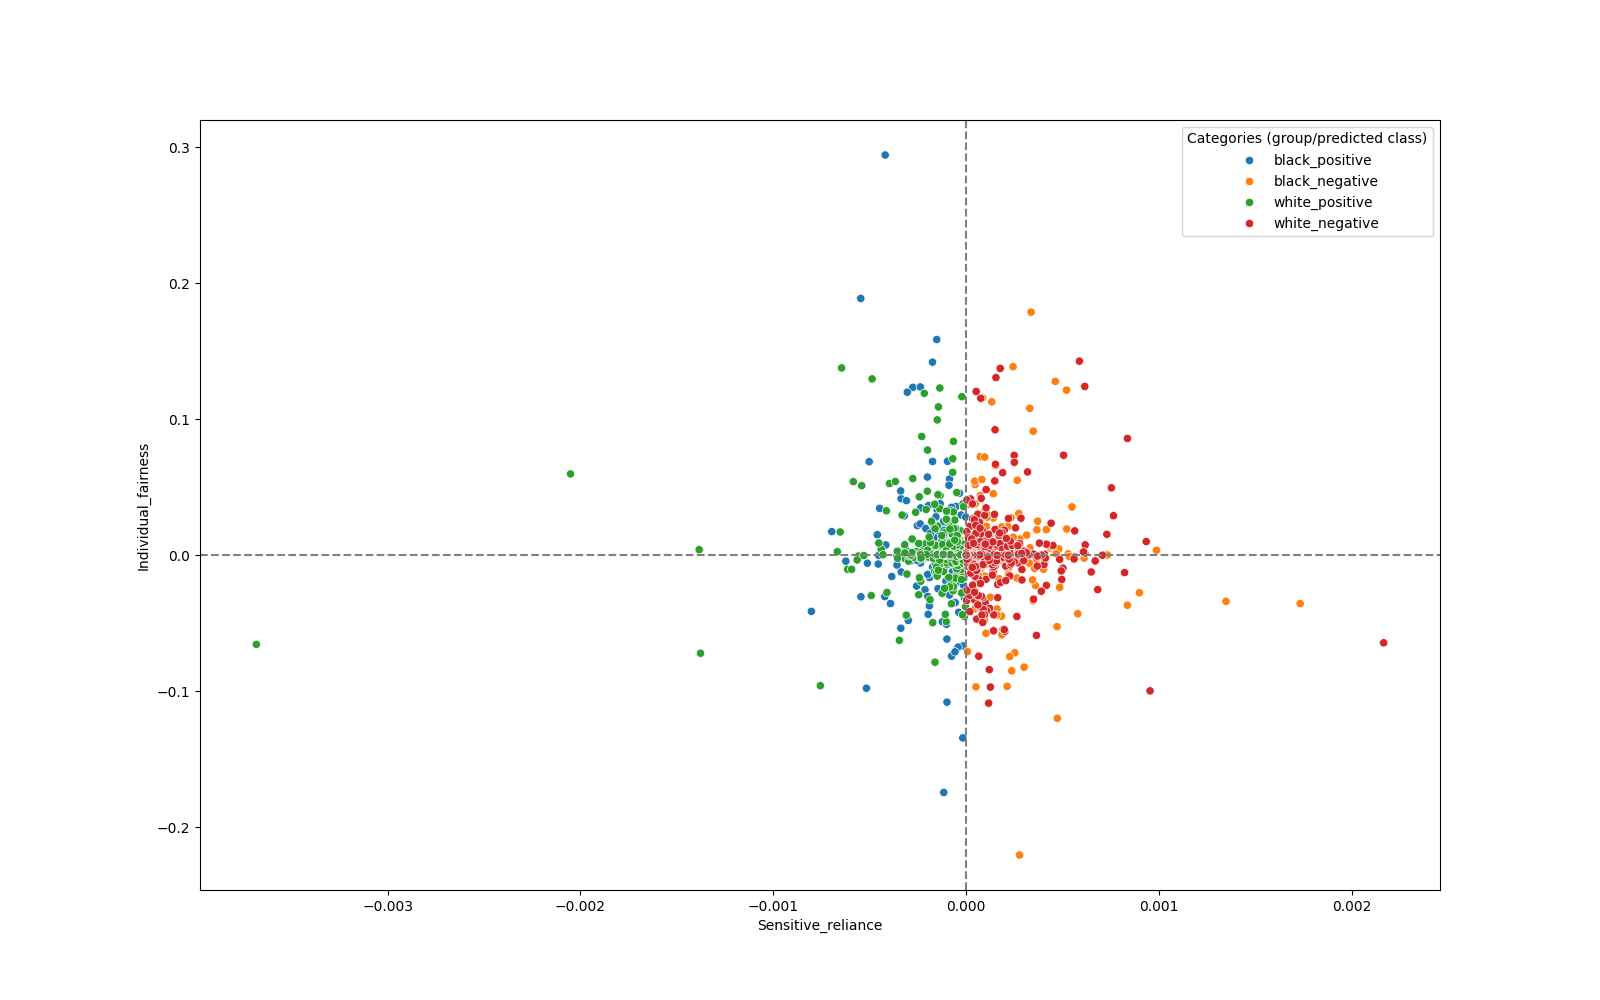 Categories (group/predicted class)
black_positive
black_negative
white_positive
white_negative
0.3
0.2
0.1
0.0
−0.1
−0.2
Individual_fairness
−0.003
−0.002
−0.001
0.000
0.001
0.002
Sensitive_reliance